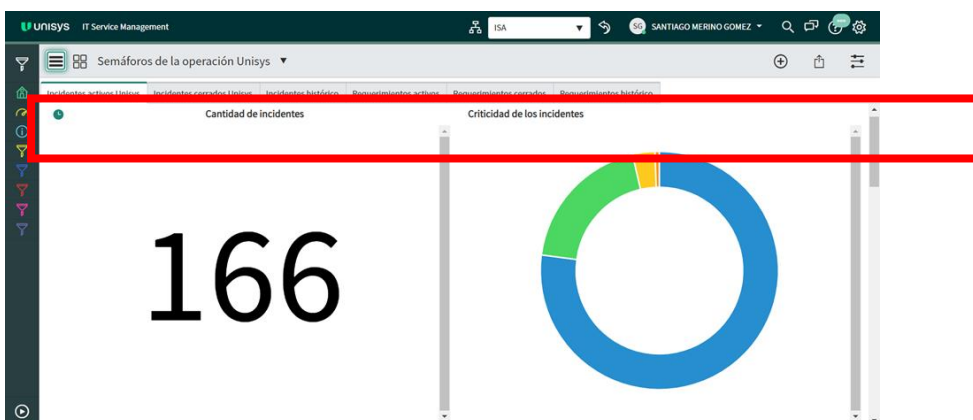 UNISYS IT Service Management ISA SG SANTIAGO MERINO GOMEZ
Semáforos de la operación Unisys
Incidentes activos Unisys Incidentes cerrados Unisys Incidentes histórico Requerimientos activos Requerimientos cerrados Requerimientos histórico
Cantidad de incidentes Criticidad de los incidentes
166